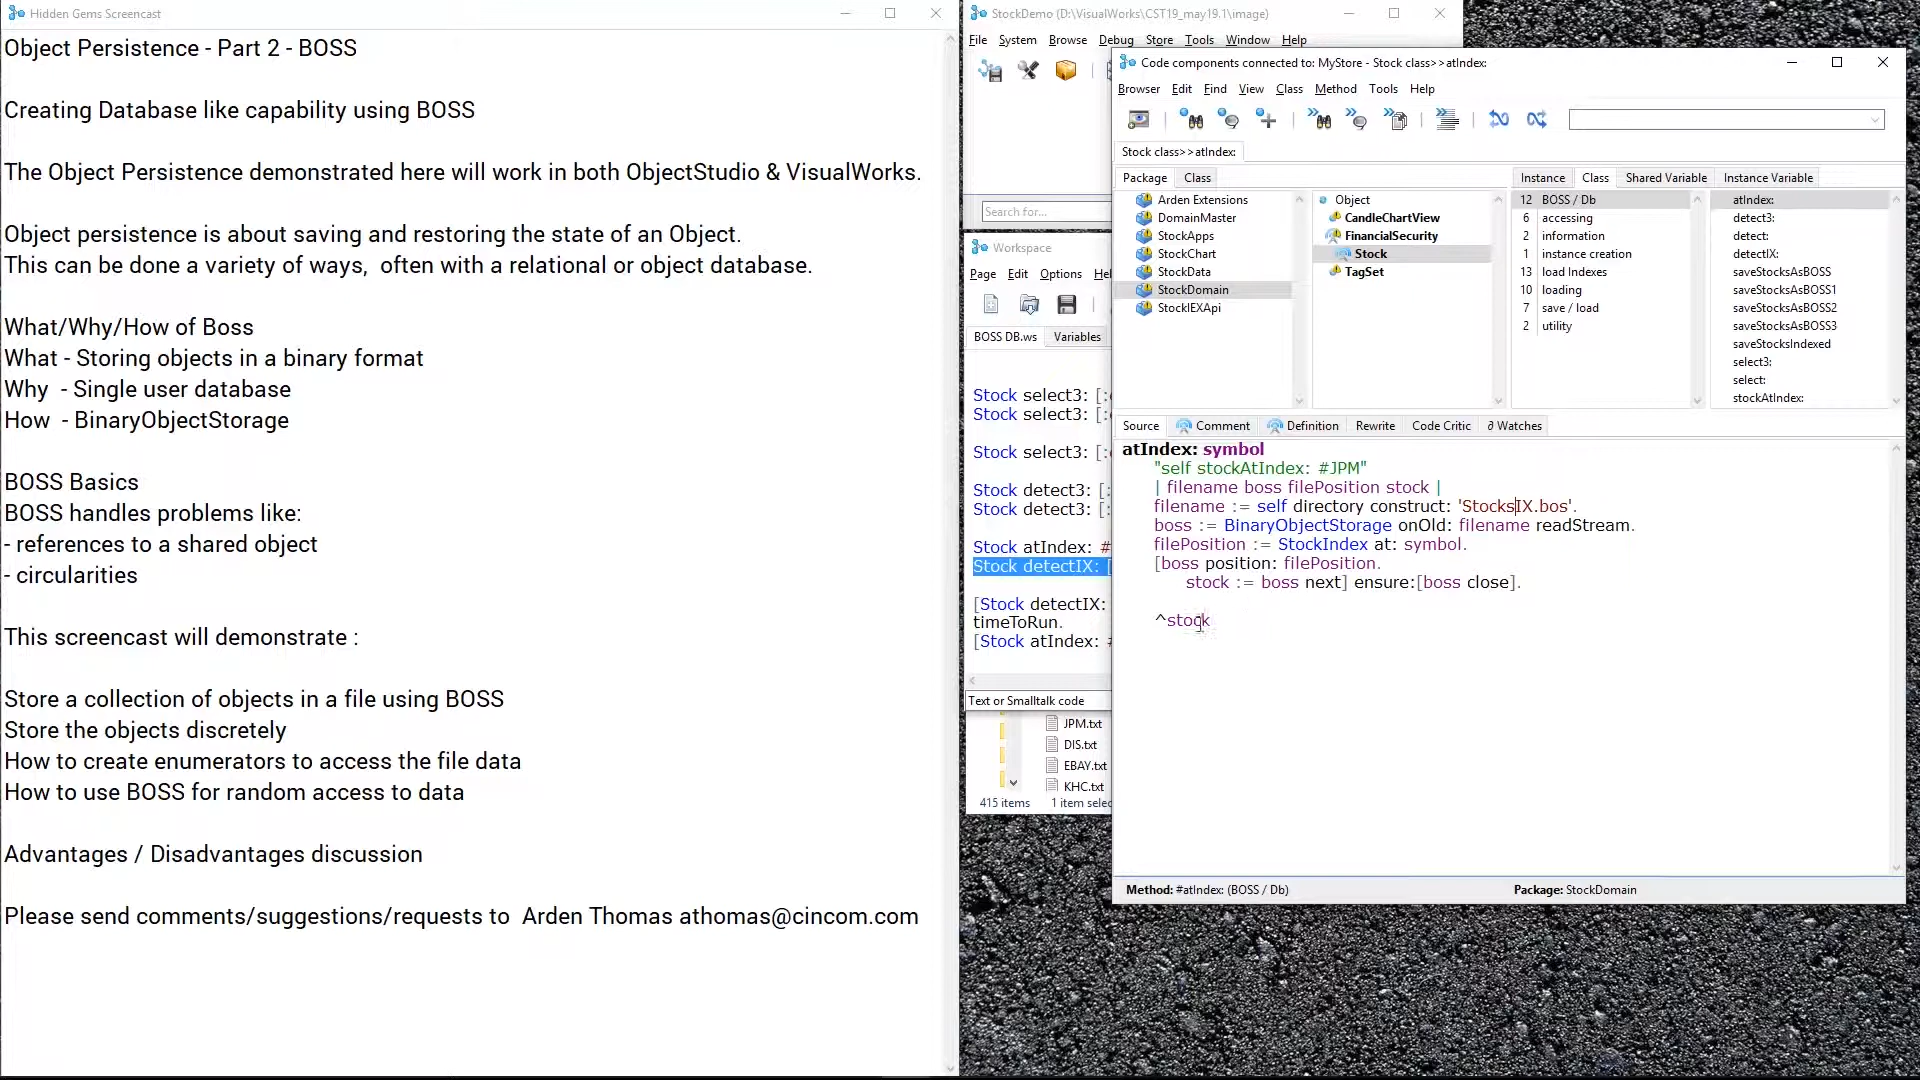 Hidden Gems Screencast
Object Persistence - Part 2 - BOSS
Creating Database like capability using BOSS
The Object Persistence demonstrated here will work in both ObjectStudio & VisualWorks.
Object persistence is about saving and restoring the state of an Object.
This can be done a variety of ways,  often with a relational or object database.
What/Why/How of Boss
What - Storing objects in a binary format
Why  - Single user database
How  - BinaryObjectStorage
BOSS Basics
BOSS handles problems like:
- references to a shared object
- circularities
This screencast will demonstrate :
Store a collection of objects in a file using BOSS
Store the objects discretely
How to create enumerators to access the file data
How to use BOSS for random access to data
Advantages / Disadvantages discussion
Please send comments/suggestions/requests to  Arden Thomas athomas@cincom.com
StockDemo (D:\VisualWorks\CST19_may19.1\image)
File System Browse Debug Store Tools Window Help
Search for...
Workspace
Page Edit Options Hel
BOSS DB.ws Variables
Stock select3: [:
Stock select3: [:
Stock select3: [:
Stock detect3: [:
Stock detect3: [:
Stock atIndex: #
Stock detectIX: [
[Stock detectIX:
timeToRun.
[Stock atIndex: #
Text or Smalltalk code
JPM.txt
DIS.txt
EBAY.txt
KHC.txt
415 items 1 item selec
Code components connected to: MyStore - Stock class>>atIndex:
Browser Edit Find View Class Method Tools Help
Stock class>>atIndex:
Package Class
Arden Extensions
DomainMaster
StockApps
StockChart
StockData
StockDomain
StockIEXApi
Object
CandleChartView
FinancialSecurity
Stock
TagSet
Instance Class Shared Variable Instance Variable
12 BOSS / Db
6 accessing
2 information
1 instance creation
13 load Indexes
10 loading
7 save / load
2 utility
atIndex:
detect3:
detect:
detectIX:
saveStocksAsBOSS
saveStocksAsBOSS1
saveStocksAsBOSS2
saveStocksAsBOSS3
saveStocksIndexed
select3:
select:
stockAtIndex:
Source Comment Definition Rewrite Code Critic ∂ Watches
atIndex: symbol
"self stockAtIndex: #JPM"
| filename boss filePosition stock |
filename := self directory construct: 'StocksIX.bos'.
boss := BinaryObjectStorage onOld: filename readStream.
filePosition := StockIndex at: symbol.
[boss position: filePosition.
stock := boss next] ensure:[boss close].
^stock
Method: #atIndex: (BOSS / Db)
Package: StockDomain